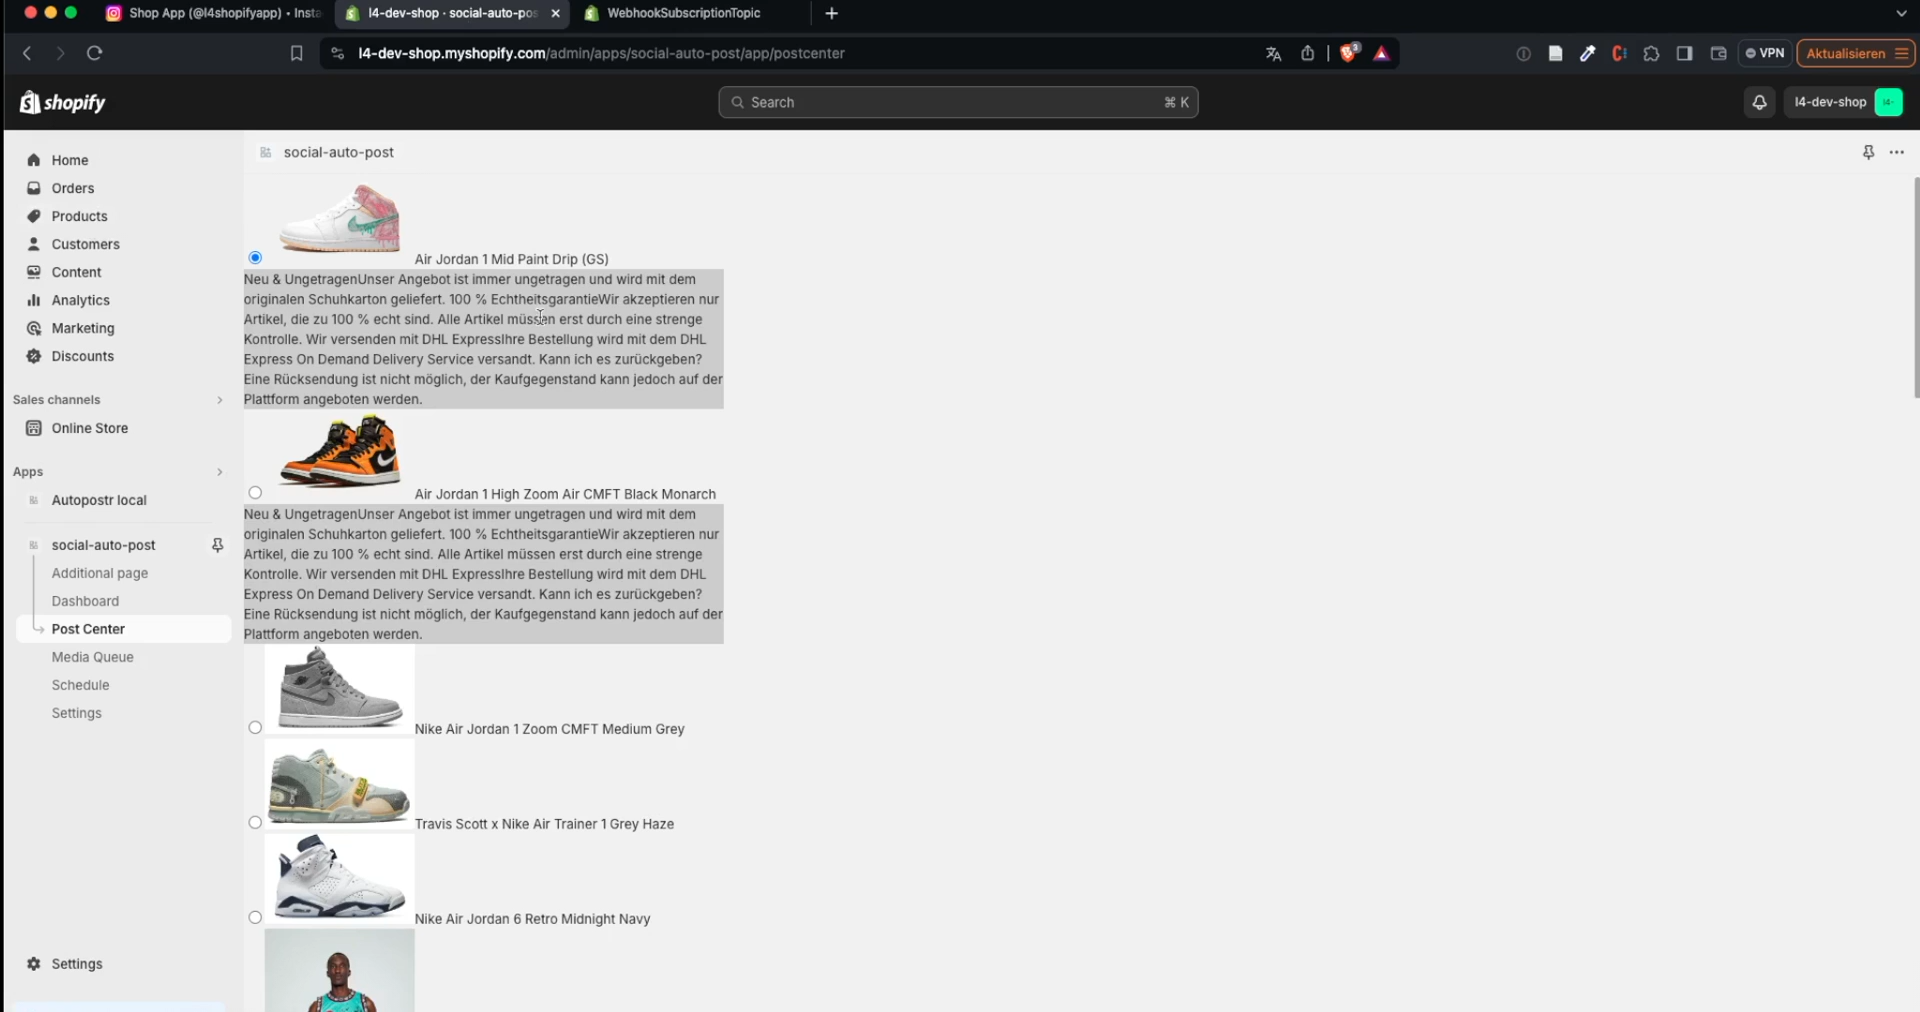 Shop App (@l4shopifyapp) • Insta
l4-dev-shop · social-auto-pos
WebhookSubscriptionTopic
l4-dev-shop.myshopify.com/admin/apps/social-auto-post/app/postcenter
3
VPN
Aktualisieren
shopify
Search
⌘ K
l4-dev-shop
l4-
Home
Orders
Products
Customers
Content
Analytics
Marketing
Discounts
Sales channels
Online Store
Apps
Autopostr local
social-auto-post
Additional page
Dashboard
Post Center
Media Queue
Schedule
Settings
Settings
social-auto-post
Air Jordan 1 Mid Paint Drip (GS)
Neu & UngetragenUnser Angebot ist immer ungetragen und wird mit dem
originalen Schuhkarton geliefert. 100 % EchtheitsgarantieWir akzeptieren nur
Artikel, die zu 100 % echt sind. Alle Artikel müssen erst durch eine strenge
Kontrolle. Wir versenden mit DHL ExpressIhre Bestellung wird mit dem DHL
Express On Demand Delivery Service versandt. Kann ich es zurückgeben?
Eine Rücksendung ist nicht möglich, der Kaufgegenstand kann jedoch auf der
Plattform angeboten werden.
Air Jordan 1 High Zoom Air CMFT Black Monarch
Neu & UngetragenUnser Angebot ist immer ungetragen und wird mit dem
originalen Schuhkarton geliefert. 100 % EchtheitsgarantieWir akzeptieren nur
Artikel, die zu 100 % echt sind. Alle Artikel müssen erst durch eine strenge
Kontrolle. Wir versenden mit DHL ExpressIhre Bestellung wird mit dem DHL
Express On Demand Delivery Service versandt. Kann ich es zurückgeben?
Eine Rücksendung ist nicht möglich, der Kaufgegenstand kann jedoch auf der
Plattform angeboten werden.
Nike Air Jordan 1 Zoom CMFT Medium Grey
Travis Scott x Nike Air Trainer 1 Grey Haze
Nike Air Jordan 6 Retro Midnight Navy